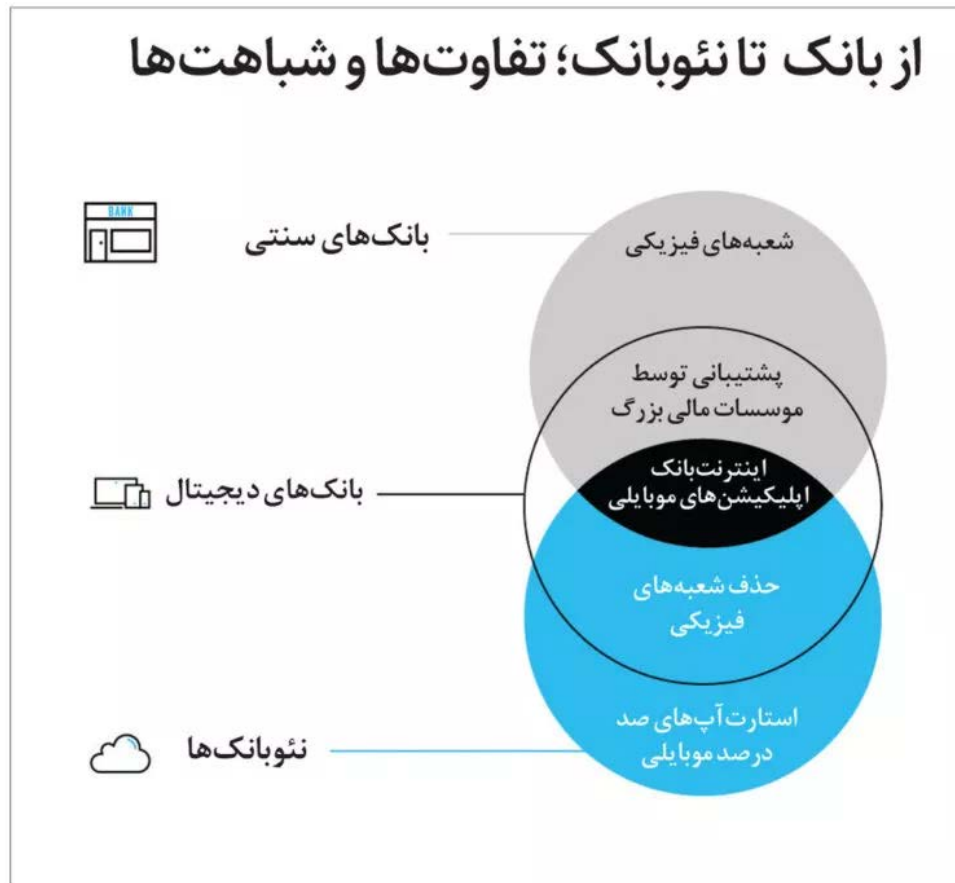 از بانک تا نئوبانک؛ تفاوت‌ها و شباهت‌ها
BANK
بانک‌های سنتی
شعبه‌های فیزیکی
پشتیبانی توسط
موسسات مالی بزرگ
اینترنت‌بانک
اپلیکیشن‌های موبایلی
بانک‌های دیجیتال
حذف شعبه‌های
فیزیکی
استارت‌آپ‌های صد
در صد موبایلی
نئوبانک‌ها